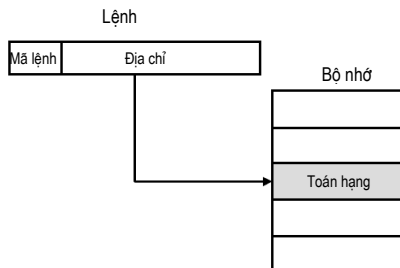 Lệnh
Mã lệnh
Địa chỉ
Bộ nhớ
Toán hạng